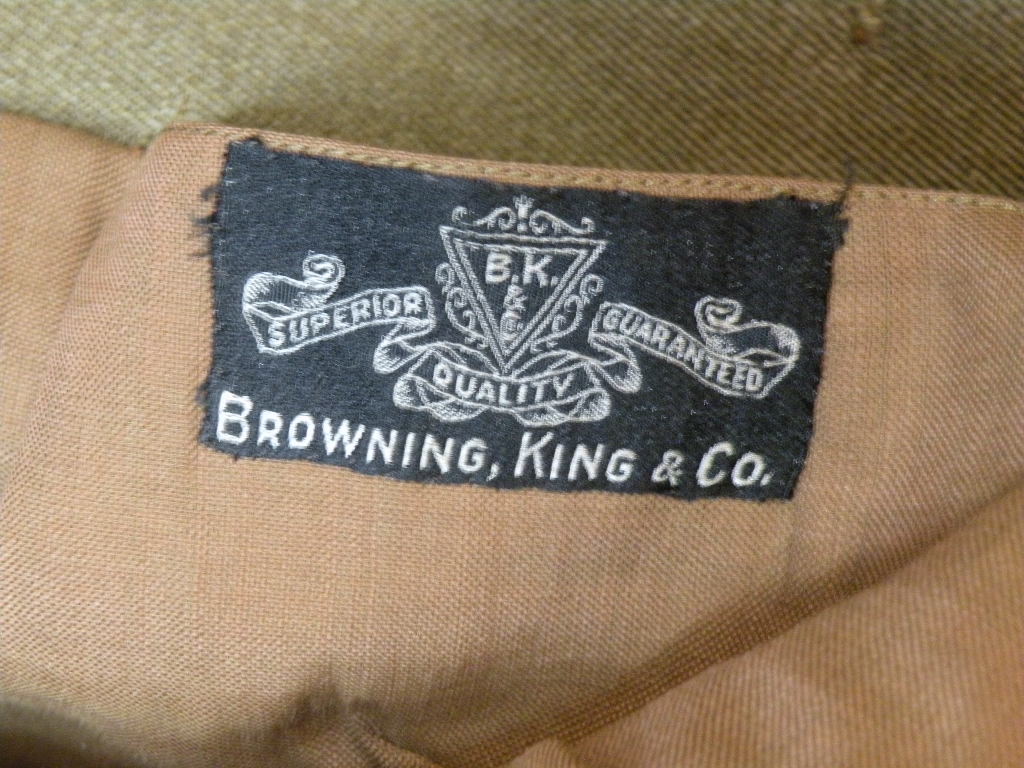 B.K.
& Co
SUPERIOR
QUALITY
GUARANTEED
BROWNING, KING & CO.